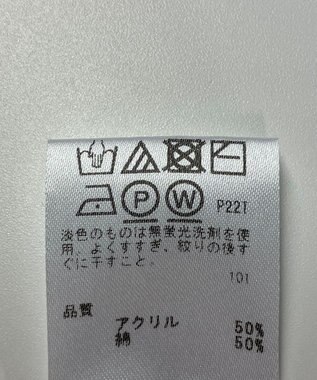 P W P22T
淡色のものは無蛍光洗剤を使
用、よくすすぎ、絞りの後す
ぐに干すこと。
101
品質
アクリル 50%
綿 50%